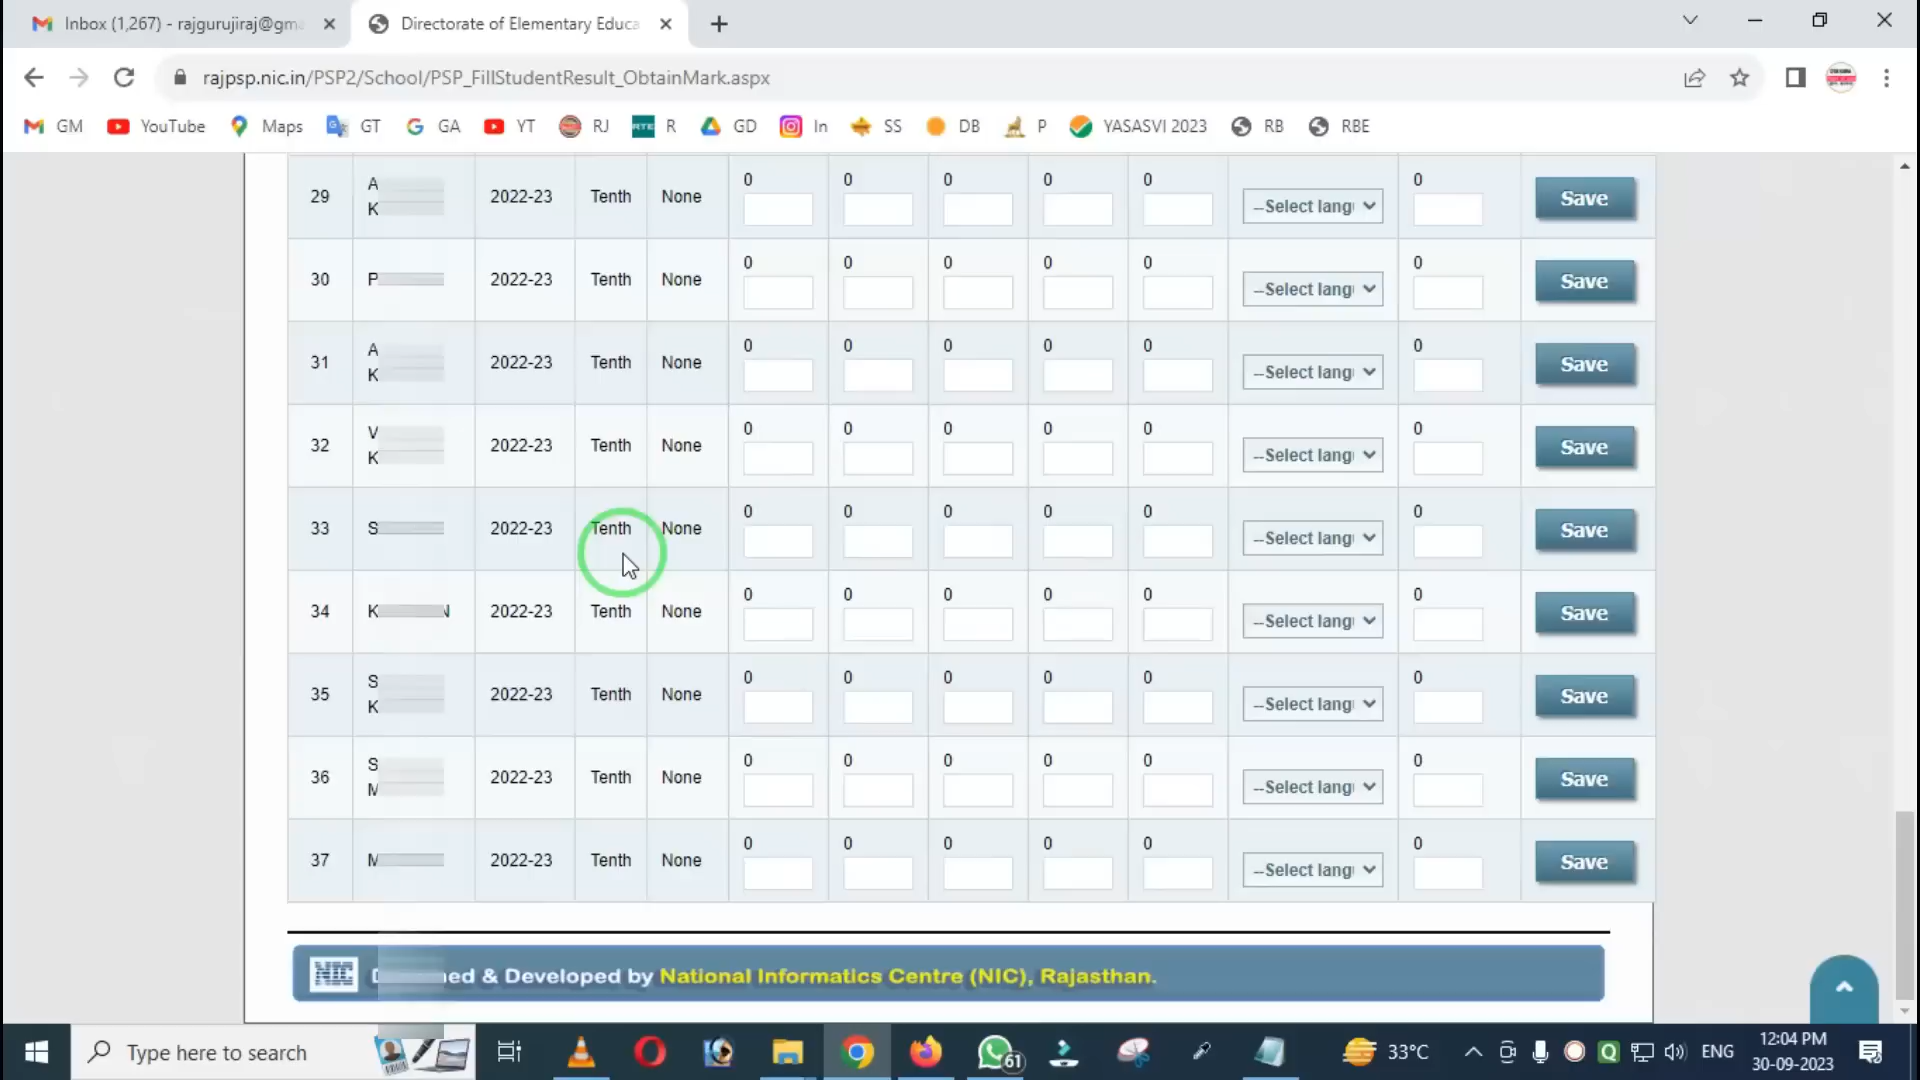 Inbox (1,267) - rajgurujiraj@gm
Directorate of Elementary Educa
rajpsp.nic.in/PSP2/School/PSP_FillStudentResult_ObtainMark.aspx
GM YouTube Maps GT GA YT RJ RTE R GD In SS DB P YASASVI 2023 RB RBE
29 A K 2022-23 Tenth None 0 0 0 0 0 --Select lang 0 Save
30 P 2022-23 Tenth None 0 0 0 0 0 --Select lang 0 Save
31 A K 2022-23 Tenth None 0 0 0 0 0 --Select lang 0 Save
32 V K 2022-23 Tenth None 0 0 0 0 0 --Select lang 0 Save
33 S 2022-23 Tenth None 0 0 0 0 0 --Select lang 0 Save
34 K N 2022-23 Tenth None 0 0 0 0 0 --Select lang 0 Save
35 S K 2022-23 Tenth None 0 0 0 0 0 --Select lang 0 Save
36 S M 2022-23 Tenth None 0 0 0 0 0 --Select lang 0 Save
37 M 2022-23 Tenth None 0 0 0 0 0 --Select lang 0 Save
NIC & Developed by National Informatics Centre (NIC), Rajasthan.
Type here to search
61
33°C
ENG
12:04 PM
30-09-2023